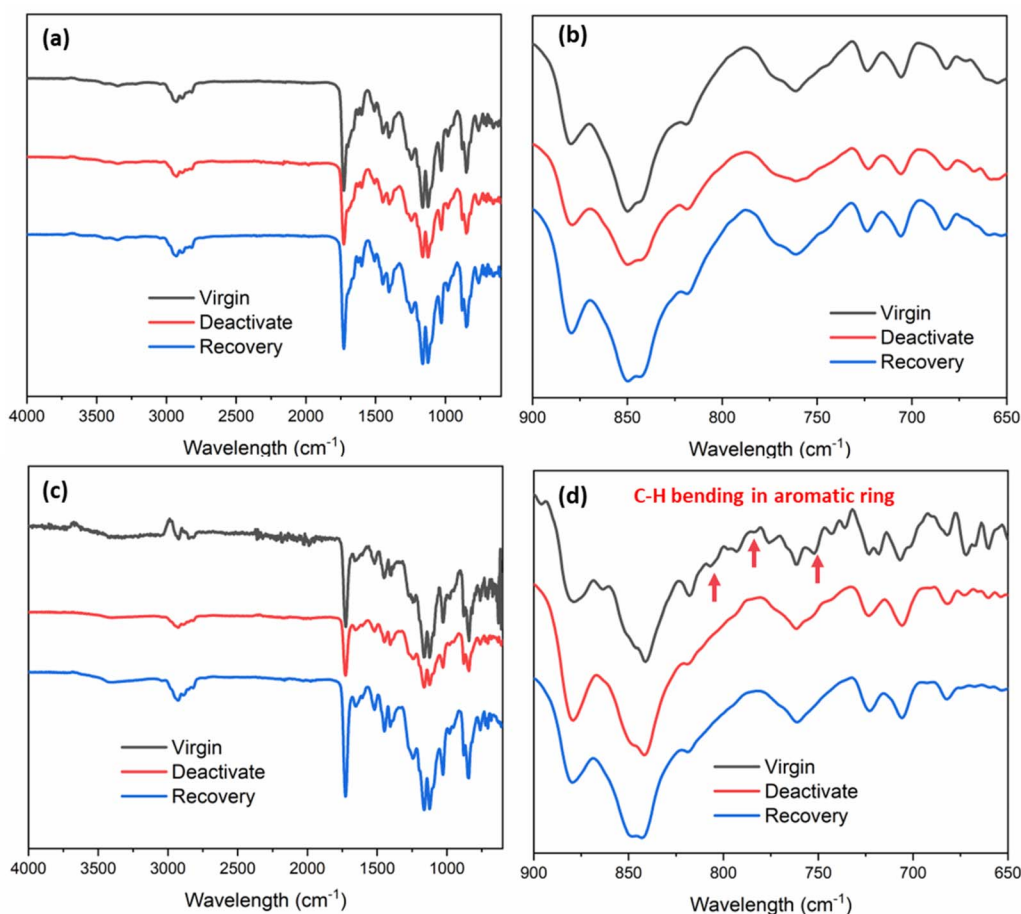 (a)
Virgin
Deactivate
Recovery
4000 3500 3000 2500 2000 1500 1000
Wavelength (cm⁻¹)
(b)
Virgin
Deactivate
Recovery
900 850 800 750 700 650
Wavelength (cm⁻¹)
(c)
Virgin
Deactivate
Recovery
4000 3500 3000 2500 2000 1500 1000
Wavelength (cm⁻¹)
(d)
C-H bending in aromatic ring
Virgin
Deactivate
Recovery
900 850 800 750 700 650
Wavelength (cm⁻¹)